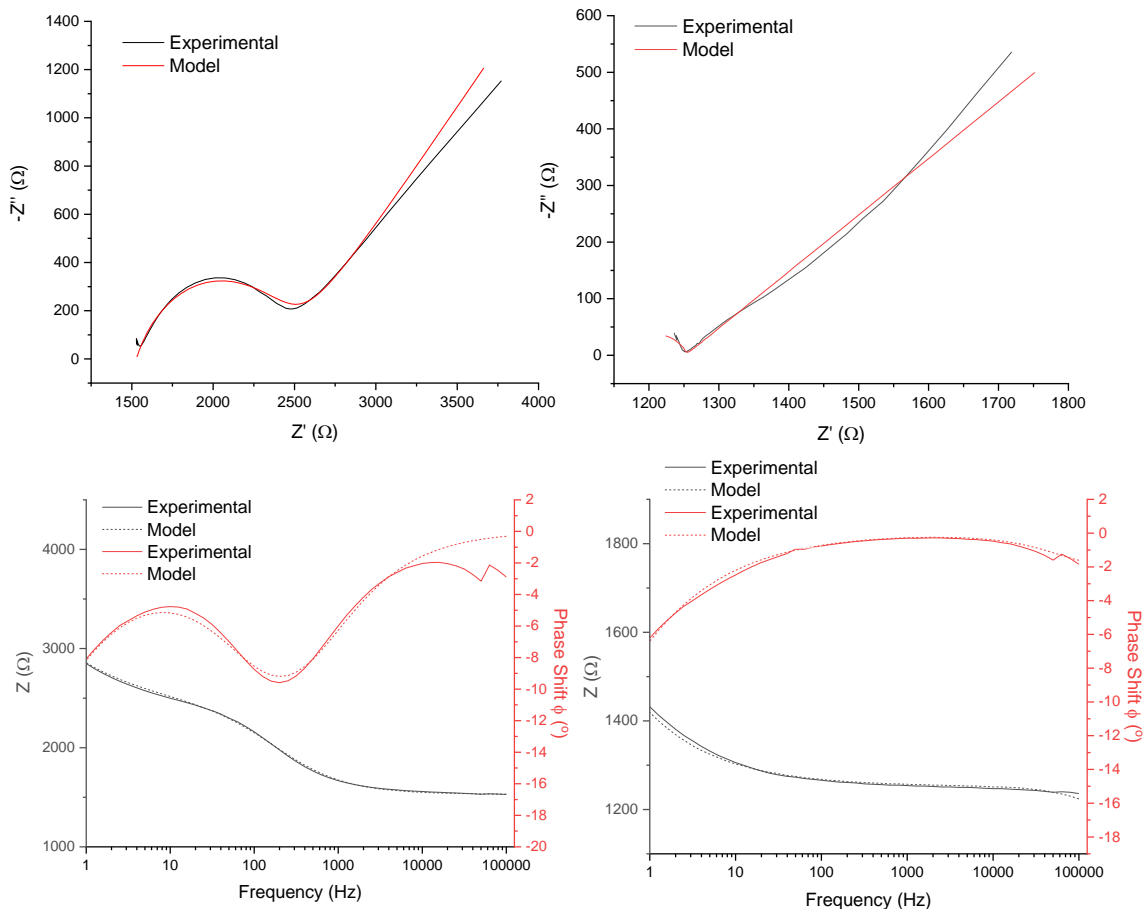 Experimental
Model
1400
1200
1000
800
600
400
200
0
-Z'' (Ω)
1500 2000 2500 3000 3500 4000
Z' (Ω)
Experimental
Model
600
500
400
300
200
100
0
-Z'' (Ω)
1200 1300 1400 1500 1600 1700 1800
Z' (Ω)
Experimental
Model
Experimental
Model
4000
3000
2000
1000
Z (Ω)
2
0
-2
-4
-6
-8
-10
-12
-14
-16
-18
-20
Phase Shift ϕ (º)
1 10 100 1000 10000 100000
Frequency (Hz)
Experimental
Model
Experimental
Model
1800
1600
1400
1200
Z (Ω)
2
0
-2
-4
-6
-8
-10
-12
-14
-16
-18
Phase Shift ϕ (º)
1 10 100 1000 10000 100000
Frequency (Hz)